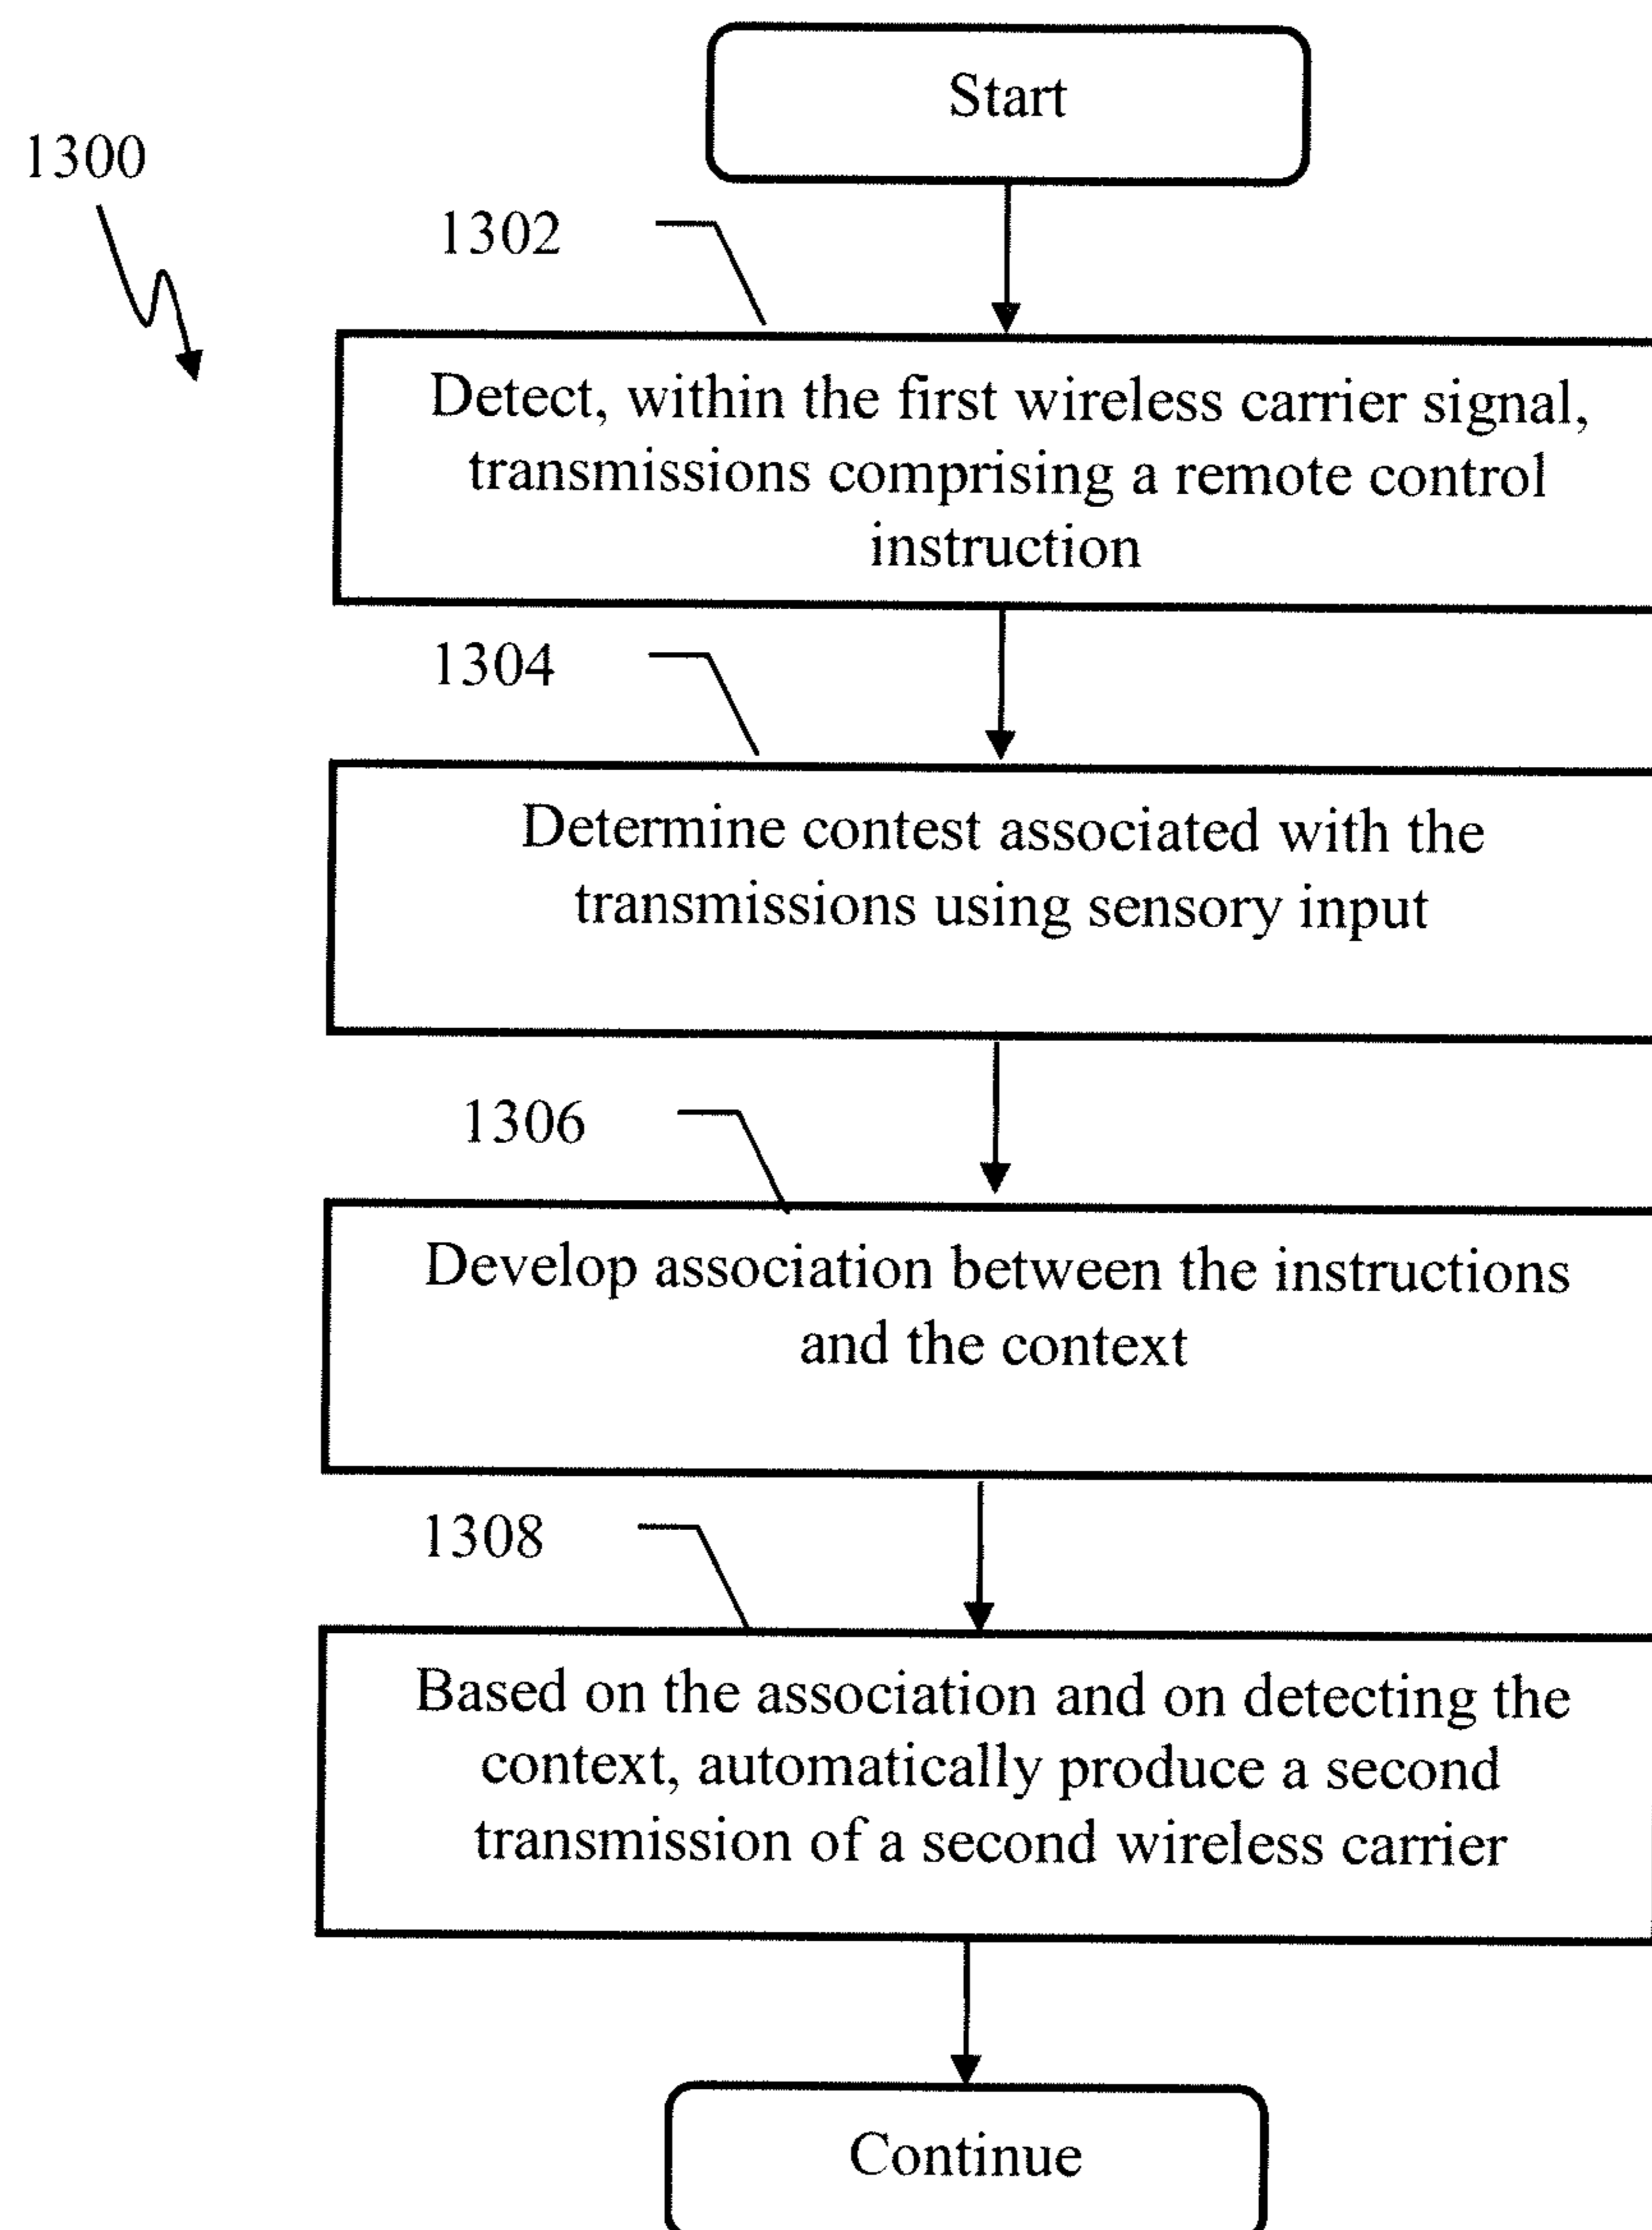 Start
1300
1302
Detect, within the first wireless carrier signal,
transmissions comprising a remote control
instruction
1304
Determine contest associated with the
transmissions using sensory input
1306
Develop association between the instructions
and the context
1308
Based on the association and on detecting the
context, automatically produce a second
transmission of a second wireless carrier
Continue